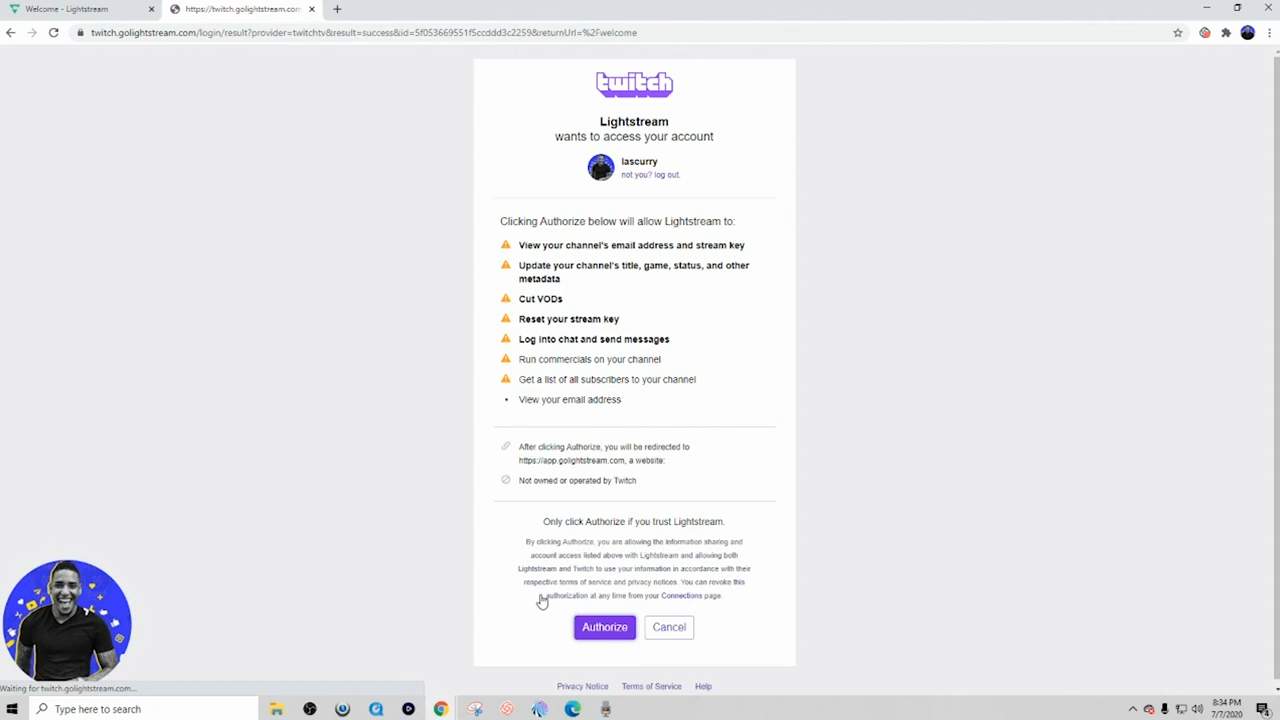 Welcome - Lightstream
https://twitch.golightstream.com
twitch.golightstream.com/login/result?provider=twitchtv&result=success&id=5f053669551f5ccddd3c2259&returnUrl=%2Fwelcome
twitch
Lightstream
wants to access your account
lascurry
not you? log out.
Clicking Authorize below will allow Lightstream to:
View your channel's email address and stream key
Update your channel's title, game, status, and other
metadata
Cut VODs
Reset your stream key
Log into chat and send messages
Run commercials on your channel
Get a list of all subscribers to your channel
• View your email address
After clicking Authorize, you will be redirected to
https://app.golightstream.com, a website:
Not owned or operated by Twitch
Only click Authorize if you trust Lightstream.
By clicking Authorize, you are allowing the information sharing and
account access listed above with Lightstream and allowing both
Lightstream and Twitch to use your information in accordance with their
respective terms of service and privacy notices. You can revoke this
authorization at any time from your Connections page.
Authorize Cancel
Privacy Notice Terms of Service Help
Waiting for twitch.golightstream.com...
Type here to search
8:34 PM
7/7/2020